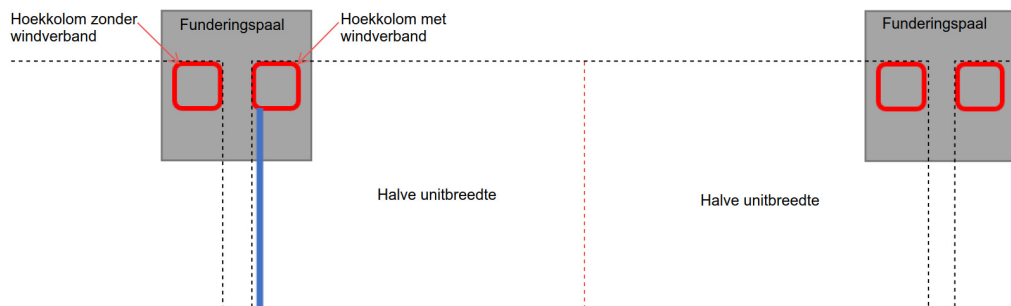 Hoekkolom zonder
windverband
Funderingspaal
Hoekkolom met
windverband
Funderingspaal
Halve unitbreedte
Halve unitbreedte